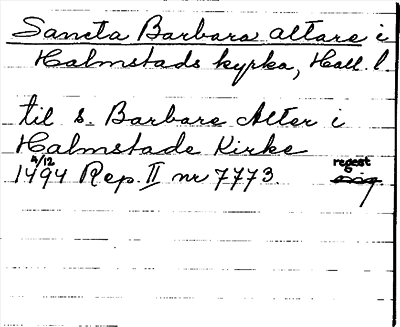 Sancta Barbara altare i
Halmstads kyrka, Hall. l.
til s. Barbare Alter i
Halmstade Kirke
4/12
1494 Rep. II nr 7773. regest